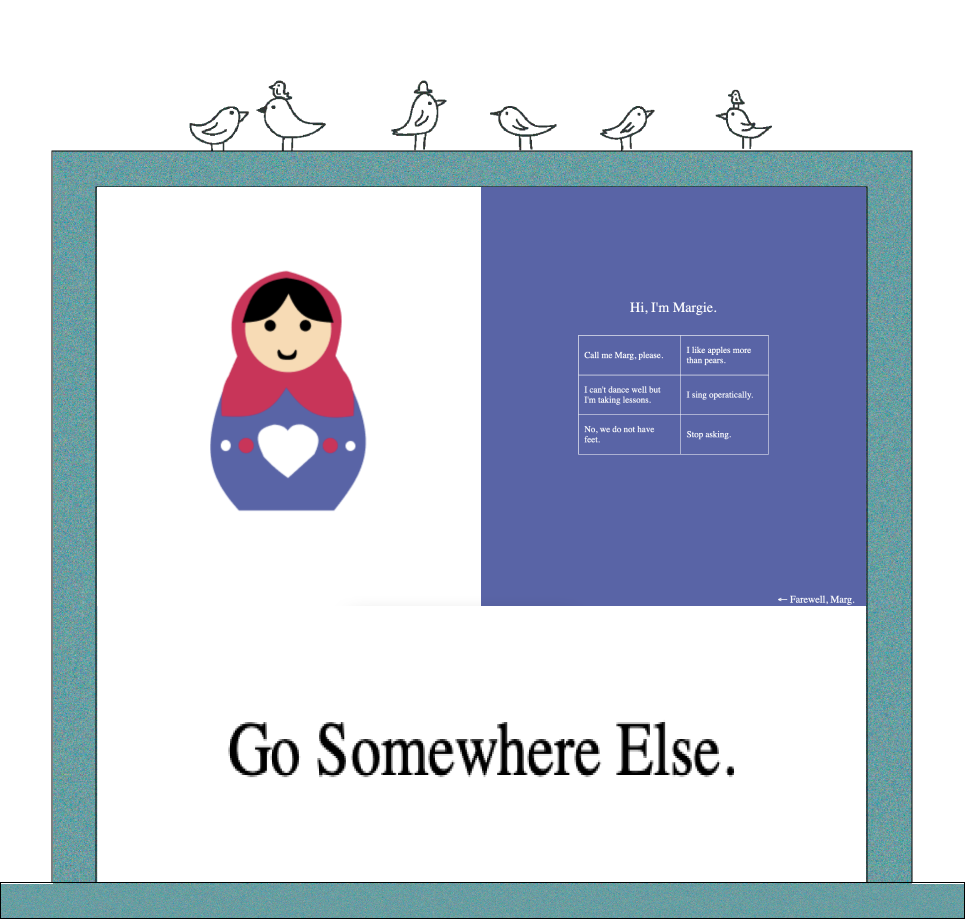 Hi, I'm Margie.
Call me Marg, please.
I like apples more
than pears.
I can't dance well but
I'm taking lessons.
I sing operatically.
No, we do not have
feet.
Stop asking.
← Farewell, Marg.
Go Somewhere Else.